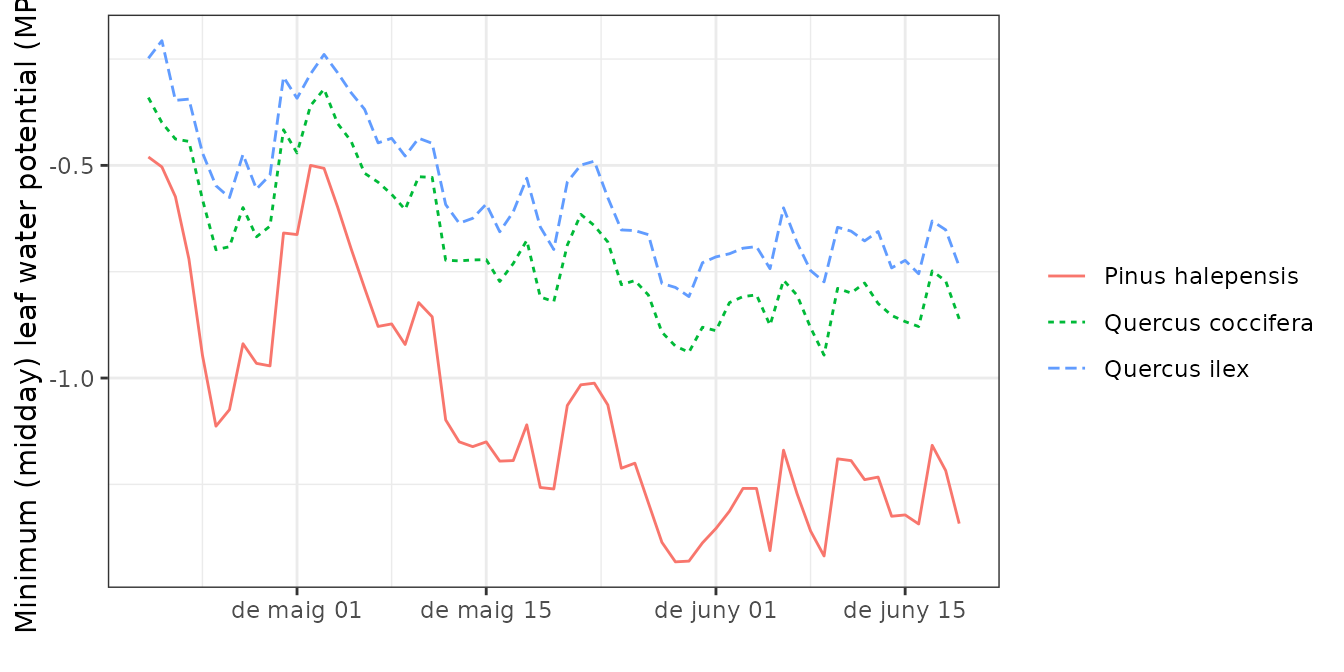 Minimum (midday) leaf water potential (MP
-0.5
-1.0
de maig 01
de maig 15
de juny 01
de juny 15
Pinus halepensis
Quercus coccifera
Quercus ilex